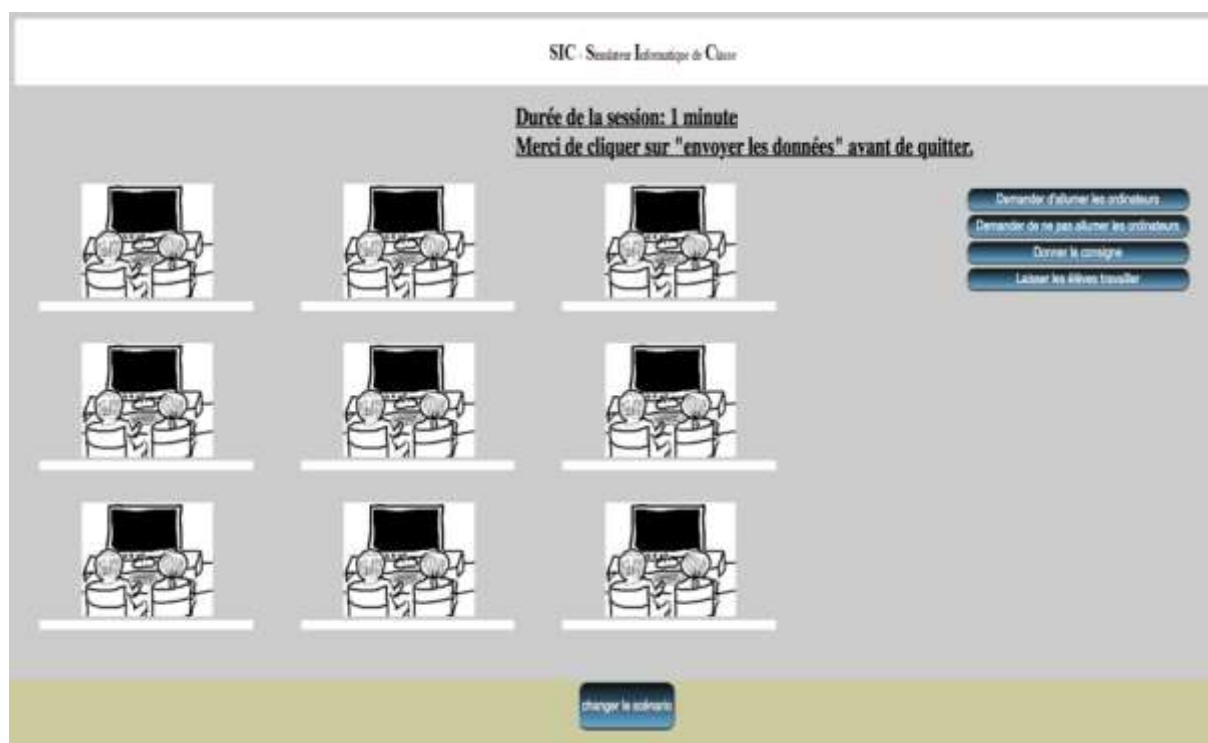 SIC - Simulateur Informatique de Classe
Durée de la session: 1 minute
Merci de cliquer sur "envoyer les données" avant de quitter.
Demander d'allumer les ordinateurs
Demander de ne pas allumer les ordinateurs
Donner la consigne
Laisser les élèves travailler
changer le scénario